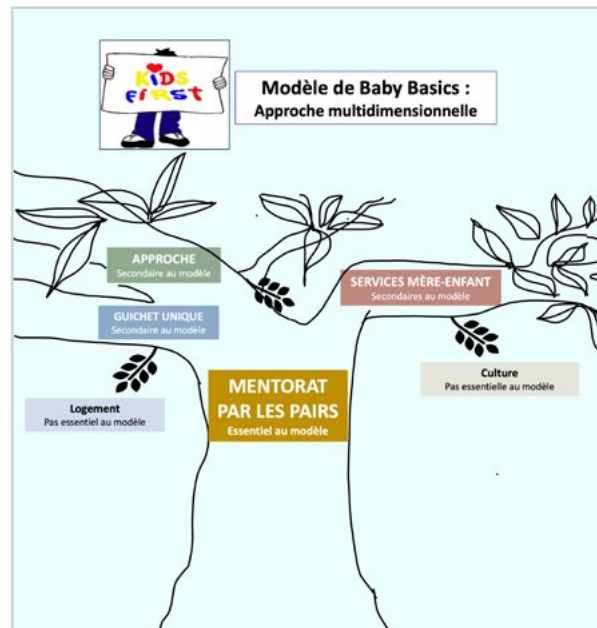 KiDS
FiRST
Modèle de Baby Basics :
Approche multidimensionnelle
APPROCHE
Secondaire au modèle
SERVICES MÈRE-ENFANT
Secondaires au modèle
GUICHET UNIQUE
Secondaire au modèle
MENTORAT
PAR LES PAIRS
Essentiel au modèle
Culture
Pas essentielle au modèle
Logement
Pas essentiel au modèle